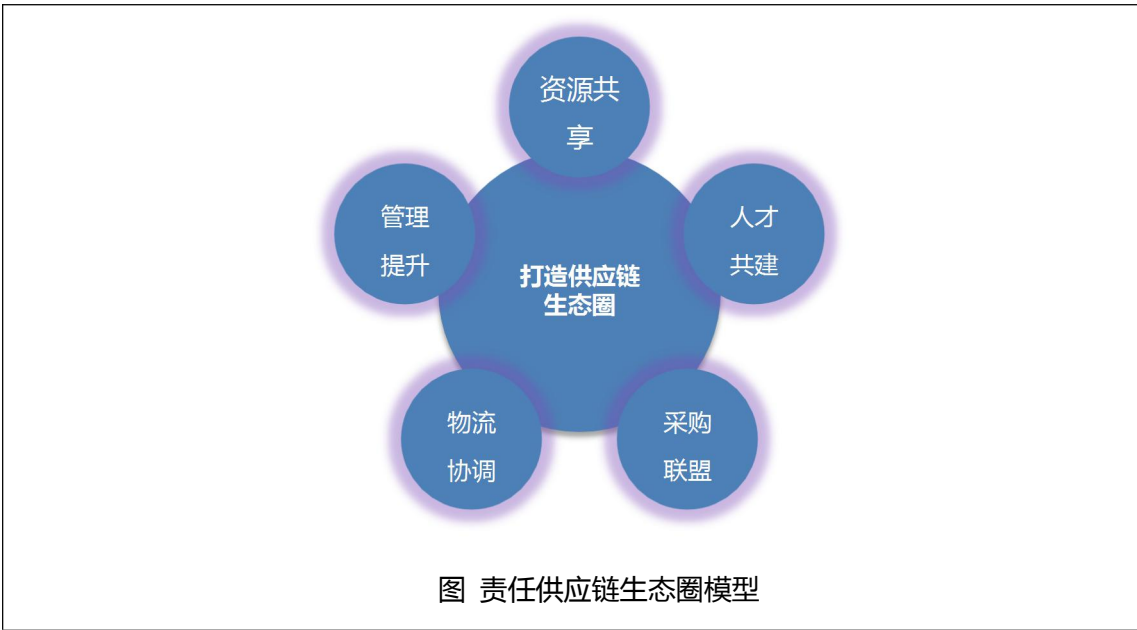 资源共
享
管理
提升
人才
共建
打造供应链
生态圈
物流
协调
采购
联盟
图 责任供应链生态圈模型